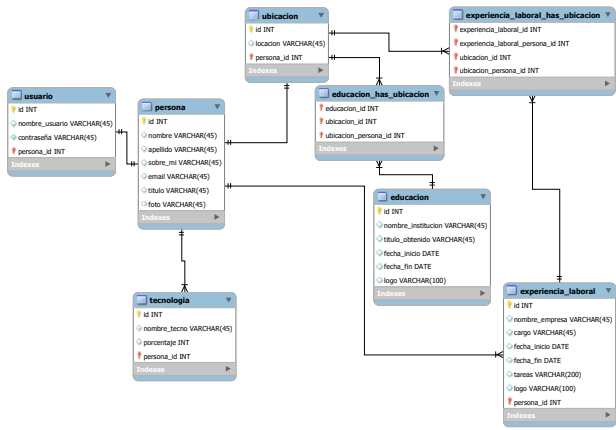 ubicacion
id INT
locacion VARCHAR(45)
persona_id INT
Indexes
experiencia_laboral_has_ubicacion
experiencia_laboral_id INT
experiencia_laboral_persona_id INT
ubicacion_id INT
ubicacion_persona_id INT
Indexes
usuario
id INT
nombre_usuario VARCHAR(45)
contraseña VARCHAR(45)
persona_id INT
Indexes
persona
id INT
nombre VARCHAR(45)
apellido VARCHAR(45)
sobre_mi VARCHAR(45)
email VARCHAR(45)
titulo VARCHAR(45)
foto VARCHAR(45)
Indexes
educacion_has_ubicacion
educacion_id INT
ubicacion_id INT
ubicacion_persona_id INT
Indexes
educacion
id INT
nombre_institucion VARCHAR(45)
titulo_obtenido VARCHAR(45)
fecha_inicio DATE
fecha_fin DATE
logo VARCHAR(100)
Indexes
tecnologia
id INT
nombre_tecno VARCHAR(45)
porcentaje INT
persona_id INT
Indexes
experiencia_laboral
id INT
nombre_empresa VARCHAR(45)
cargo VARCHAR(45)
fecha_inicio DATE
fecha_fin DATE
tareas VARCHAR(200)
logo VARCHAR(100)
persona_id INT
Indexes